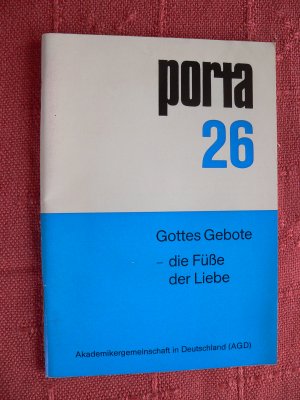 porta
26
Gottes Gebote
– die Füße
der Liebe
Akademikergemeinschaft in Deutschland (AGD)